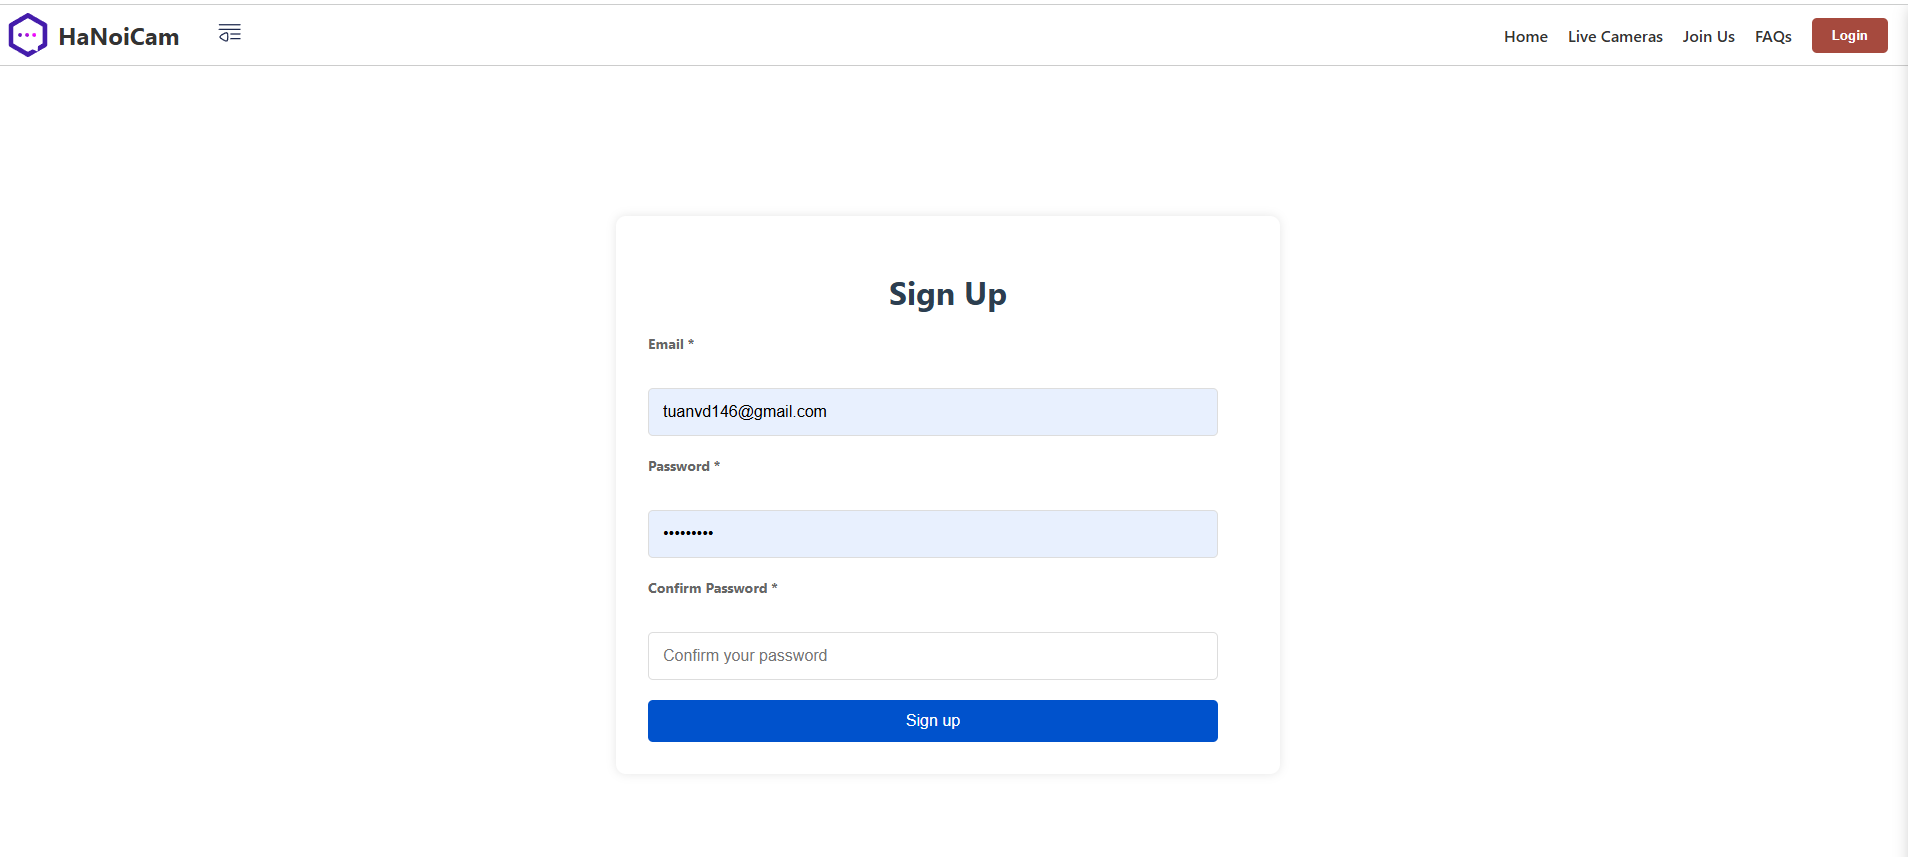 HaNoiCam
Home Live Cameras Join Us FAQs Login
Sign Up
Email *
tuanvd146@gmail.com
Password *
•••••••••
Confirm Password *
Confirm your password
Sign up